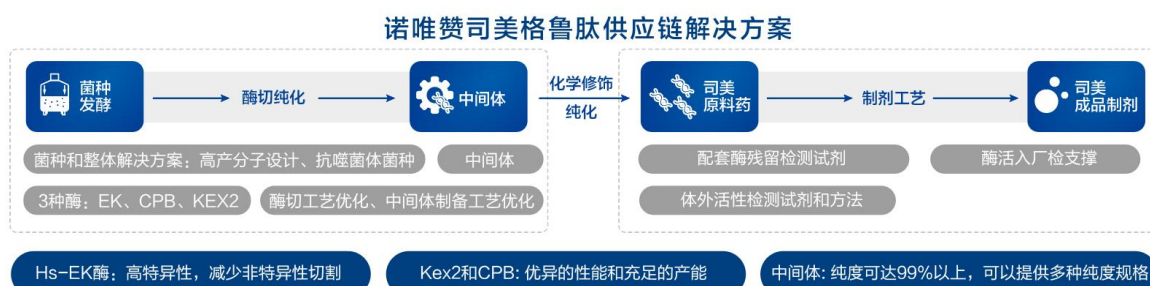 诺唯赞司美格鲁肽供应链解决方案
菌种
发酵
酶切纯化
中间体
化学修饰
纯化
司美
原料药
制剂工艺
司美
成品制剂
菌种和整体解决方案：高产分子设计、抗噬菌体菌种
中间体
3种酶：EK、CPB、KEX2
酶切工艺优化、中间体制备工艺优化
配套酶残留检测试剂
酶活入厂检支撑
体外活性检测试剂和方法
Hs-EK酶：高特异性，减少非特异性切割
Kex2和CPB: 优异的性能和充足的产能
中间体: 纯度可达99%以上，可以提供多种纯度规格